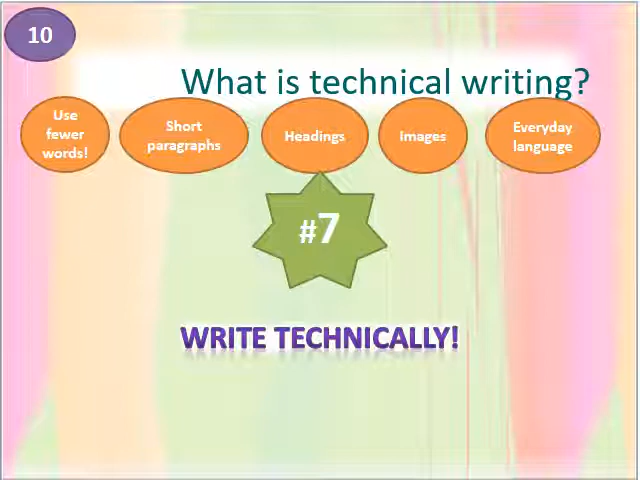 10
What is technical writing?
Use
fewer
words!
Short
paragraphs
Headings
Images
Everyday
language
#7
WRITE TECHNICALLY!